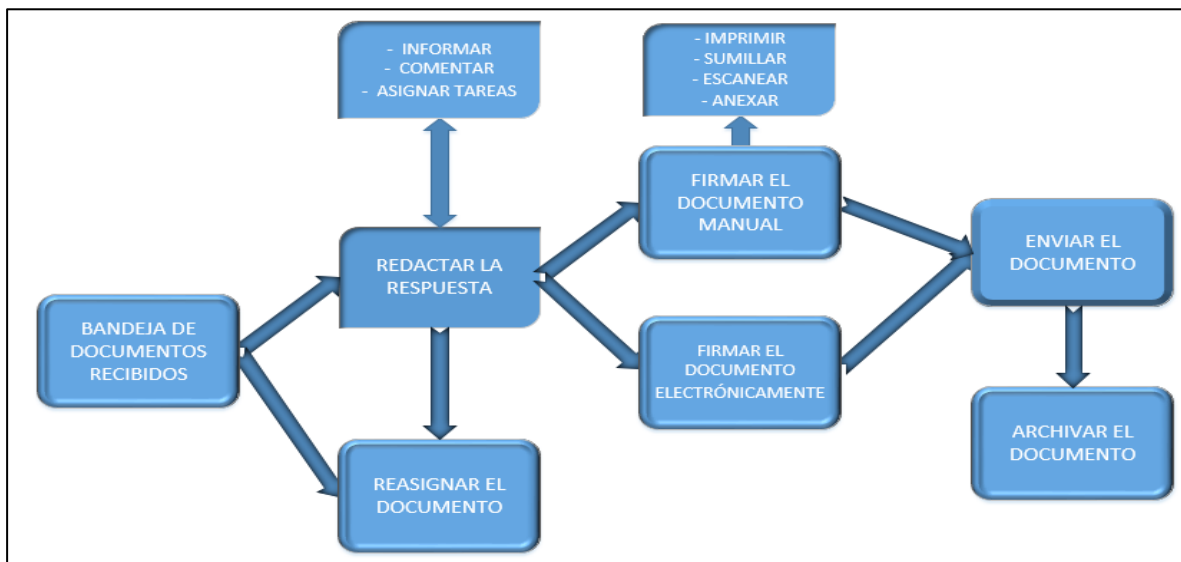 - INFORMAR
- COMENTAR
- ASIGNAR TAREAS
- IMPRIMIR
- SUMILLAR
- ESCANEAR
- ANEXAR
BANDEJA DE
DOCUMENTOS
RECIBIDOS
REDACTAR LA
RESPUESTA
REASIGNAR EL
DOCUMENTO
FIRMAR EL
DOCUMENTO
MANUAL
FIRMAR EL
DOCUMENTO
ELECTRÓNICAMENTE
ENVIAR EL
DOCUMENTO
ARCHIVAR EL
DOCUMENTO